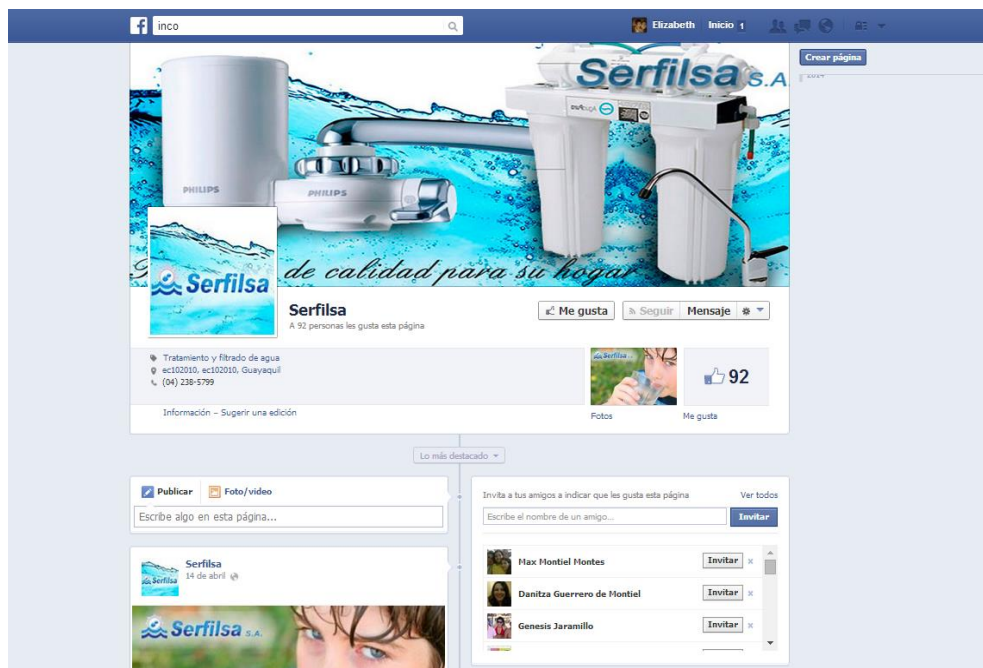 inco
Elizabeth
Inicio 1
Crear página
Serfilsa S.A.
PHILIPS
PHILIPS
de calidad para su hogar
Serfilsa
Serfilsa
A 92 personas les gusta esta página
Me gusta
Seguir
Mensaje
Tratamiento y filtrado de agua
ec102010, ec102010, Guayaquil
(04) 238-5799
Serfilsa
92
Información – Sugerir una edición
Fotos
Me gusta
Lo más destacado
Publicar
Foto/video
Escribe algo en esta página...
Invita a tus amigos a indicar que les gusta esta página
Ver todos
Escribe el nombre de un amigo...
Invitar
Serfilsa
14 de abril
Serfilsa
Serfilsa S.A.
Max Montiel Montes
Invitar
Danitza Guerrero de Montiel
Invitar
Genesis Jaramillo
Invitar